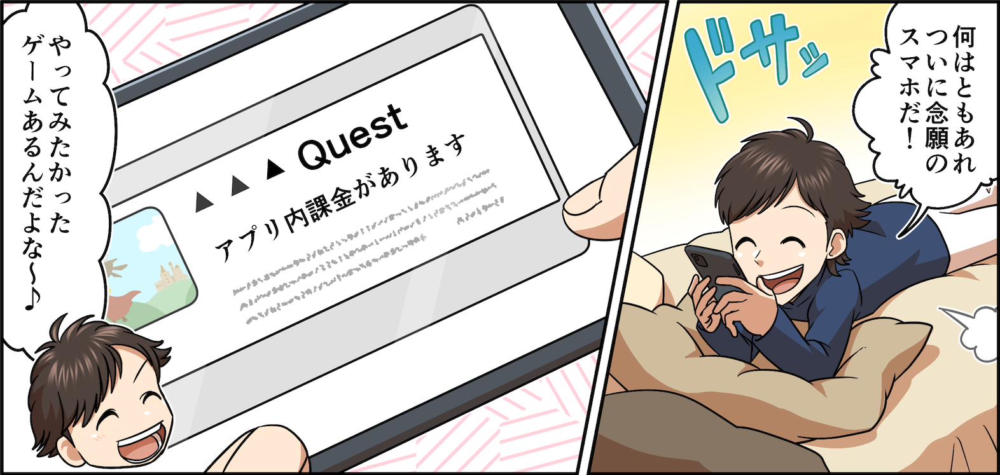 何はともあれ
ついに念願の
スマホだ！
ドサッ
やってみたかった
ゲームあるんだよな〜♪
▲▲▲Quest
アプリ内課金があります